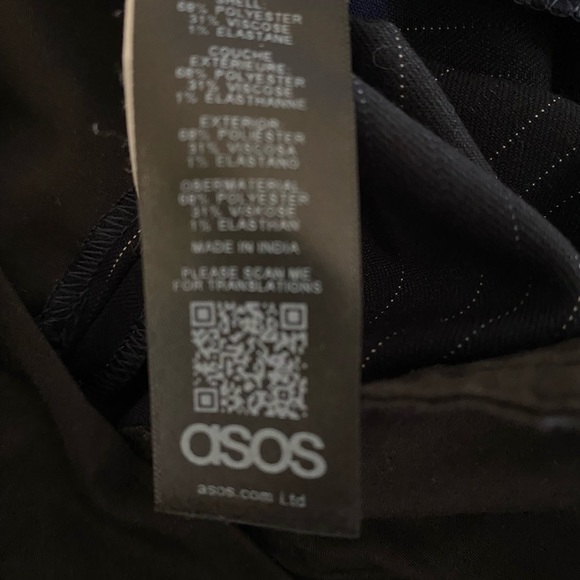 SHELL:
68% POLYESTER
31% VISCOSE
1% ELASTANE
COUCHE
EXTÉRIEURE:
68% POLYESTER
31% VISCOSE
1% ELASTHANNE
EXTERIOR:
68% POLIESTER
31% VISCOSA
1% ELASTANO
OBERMATERIAL:
68% POLYESTER
31% VISKOSE
1% ELASTHAN
MADE IN INDIA
PLEASE SCAN ME
FOR TRANSLATIONS
asos
asos.com Ltd